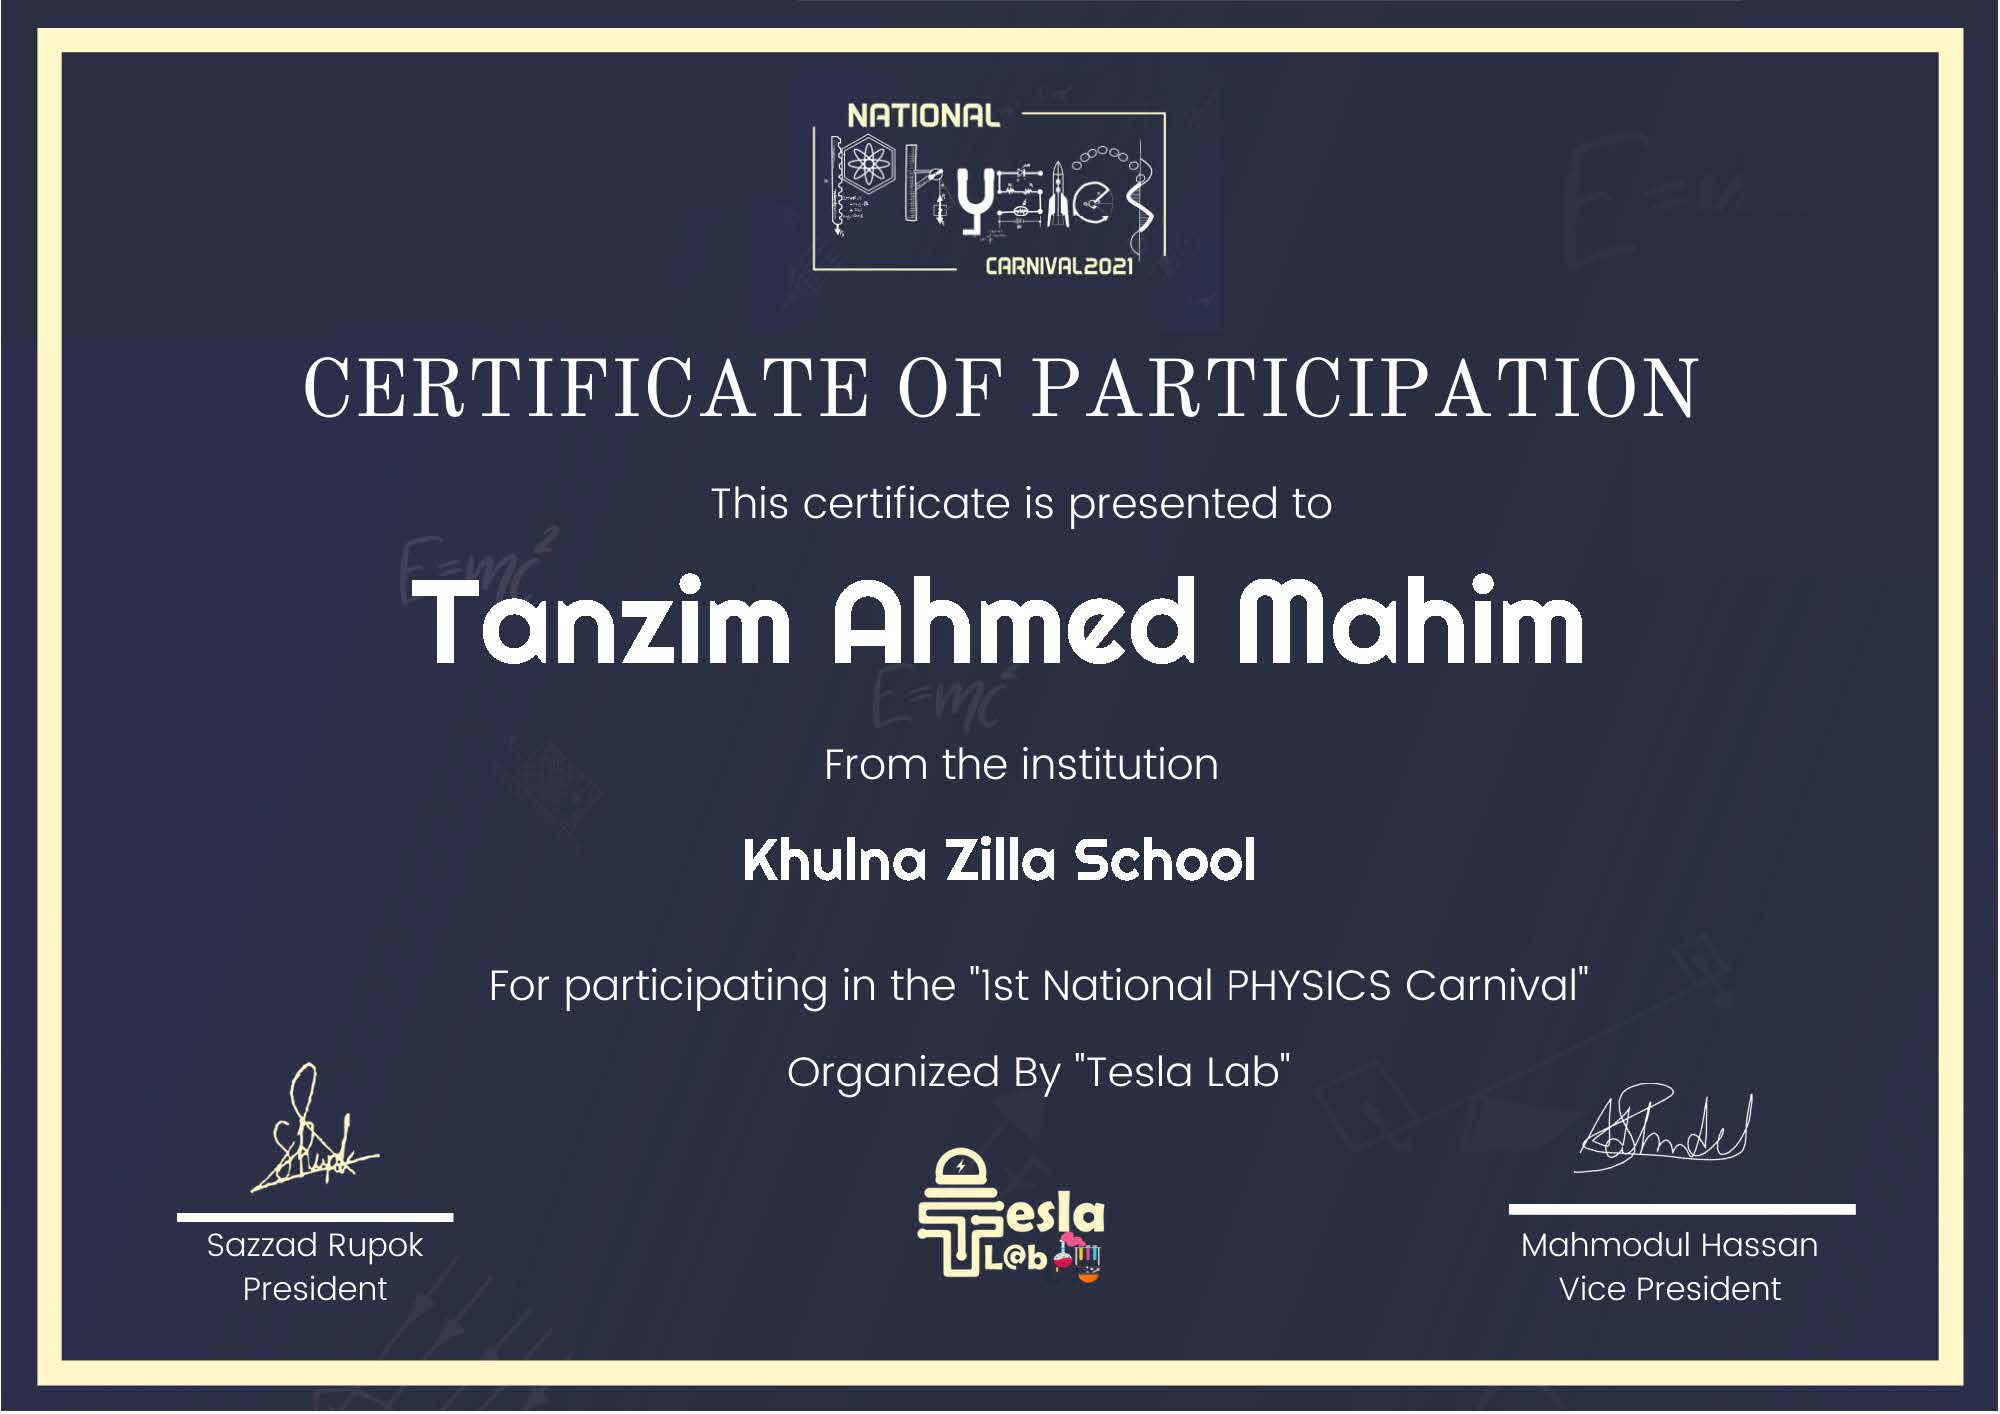 NATIONAL
Physics
CARNIVAL2021
CERTIFICATE OF PARTICIPATION
This certificate is presented to
E=mc²
Tanzim Ahmed Mahim
E=mc²
From the institution
Khulna Zilla School
For participating in the "1st National PHYSICS Carnival"
Organized By "Tesla Lab"
Tesla
L@b
Sazzad Rupok
President
Mahmodul Hassan
Vice President